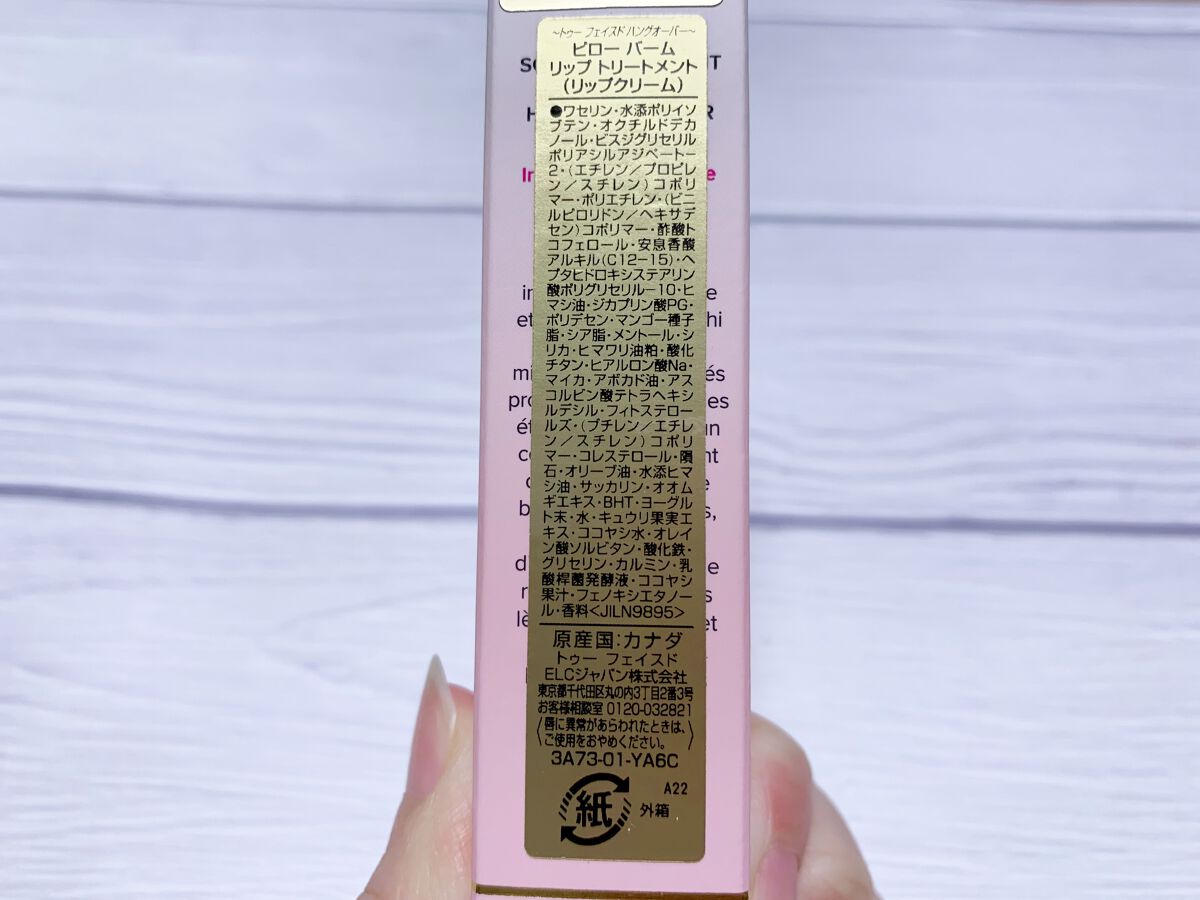 ～トゥー フェイスド ハングオーバー～
ピロー バーム
リップ トリートメント
(リップクリーム)
●ワセリン・水添ポリイソ
ブテン・オクチルドデカ
ノール・ビスジグリセリル
ポリアシルアジペートー
2・(エチレン/プロピレ
ン/スチレン)コポリ
マー・ポリエチレン・(ビニ
ルピロリドン/ヘキサデ
セン)コポリマー・酢酸ト
コフェロール・安息香酸
アルキル(C12-15)・ヘ
プタヒドロキシステアリン
酸ポリグリセリル-10・ヒ
マシ油・ジカプリン酸PG・
ポリデセン・マンゴー種子
脂・シア脂・メントール・シ
リカ・ヒマワリ油粕・酸化
チタン・ヒアルロン酸Na・
マイカ・アボカド油・アス
コルビン酸テトラヘキシ
ルデシル・フィトステロー
ルズ・(ブチレン/エチレ
ン/スチレン)コポリ
マー・コレステロール・隕
石・オリーブ油・水添ヒマ
シ油・サッカリン・オオム
ギエキス・BHT・ヨーグル
ト末・水・キュウリ果実エ
キス・ココヤシ水・オレイ
ン酸ソルビタン・酸化鉄・
グリセリン・カルミン・乳
酸桿菌発酵液・ココヤシ
果汁・フェノキシエタノー
ル・香料<JILN9895>
原産国:カナダ
トゥー フェイスド
ELCジャパン株式会社
東京都千代田区丸の内3丁目2番3号
お客様相談室 0120-032821
唇に異常があらわれたときは、
ご使用をおやめください。
3A73-01-YA6C
A22
紙 外箱